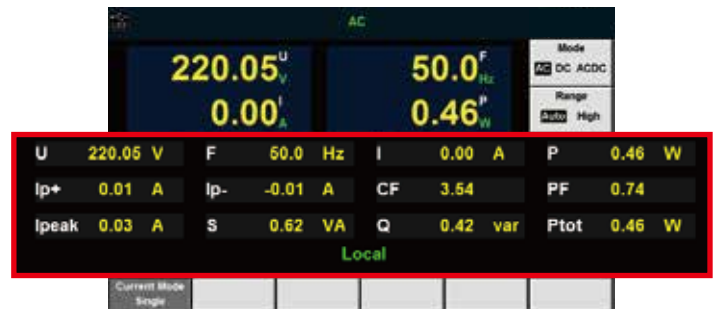 AC
220.05 U V
50.0 F Hz
Mode
AC DC ACDC
0.00 I A
0.46 P W
Range
Auto High
U 220.05 V F 50.0 Hz I 0.00 A P 0.46 W
Ip+ 0.01 A Ip- -0.01 A CF 3.54 PF 0.74
Ipeak 0.03 A S 0.62 VA Q 0.42 var Ptot 0.46 W
Local
Current Mode
Single